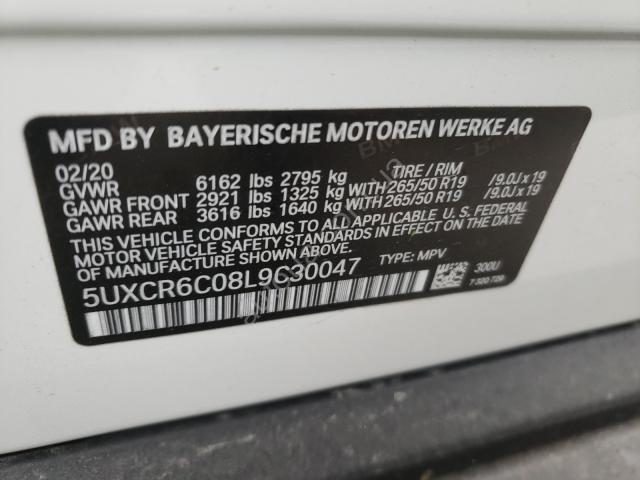 MFD BY BAYERISCHE MOTOREN WERKE AG
02/20
GVWR 6162 lbs 2795 kg TIRE / RIM
GAWR FRONT 2921 lbs 1325 kg WITH 265/50 R19 /9.0J x 19
GAWR REAR 3616 lbs 1640 kg WITH 265/50 R19 /9.0J x 19
THIS VEHICLE CONFORMS TO ALL APPLICABLE U.S. FEDERAL
MOTOR VEHICLE SAFETY STANDARDS IN EFFECT
ON THE DATE OF MANUFACTURE SHOWN ABOVE.
5UXCR6C08L9C30047 TYPE: MPV
300U
7 300 709